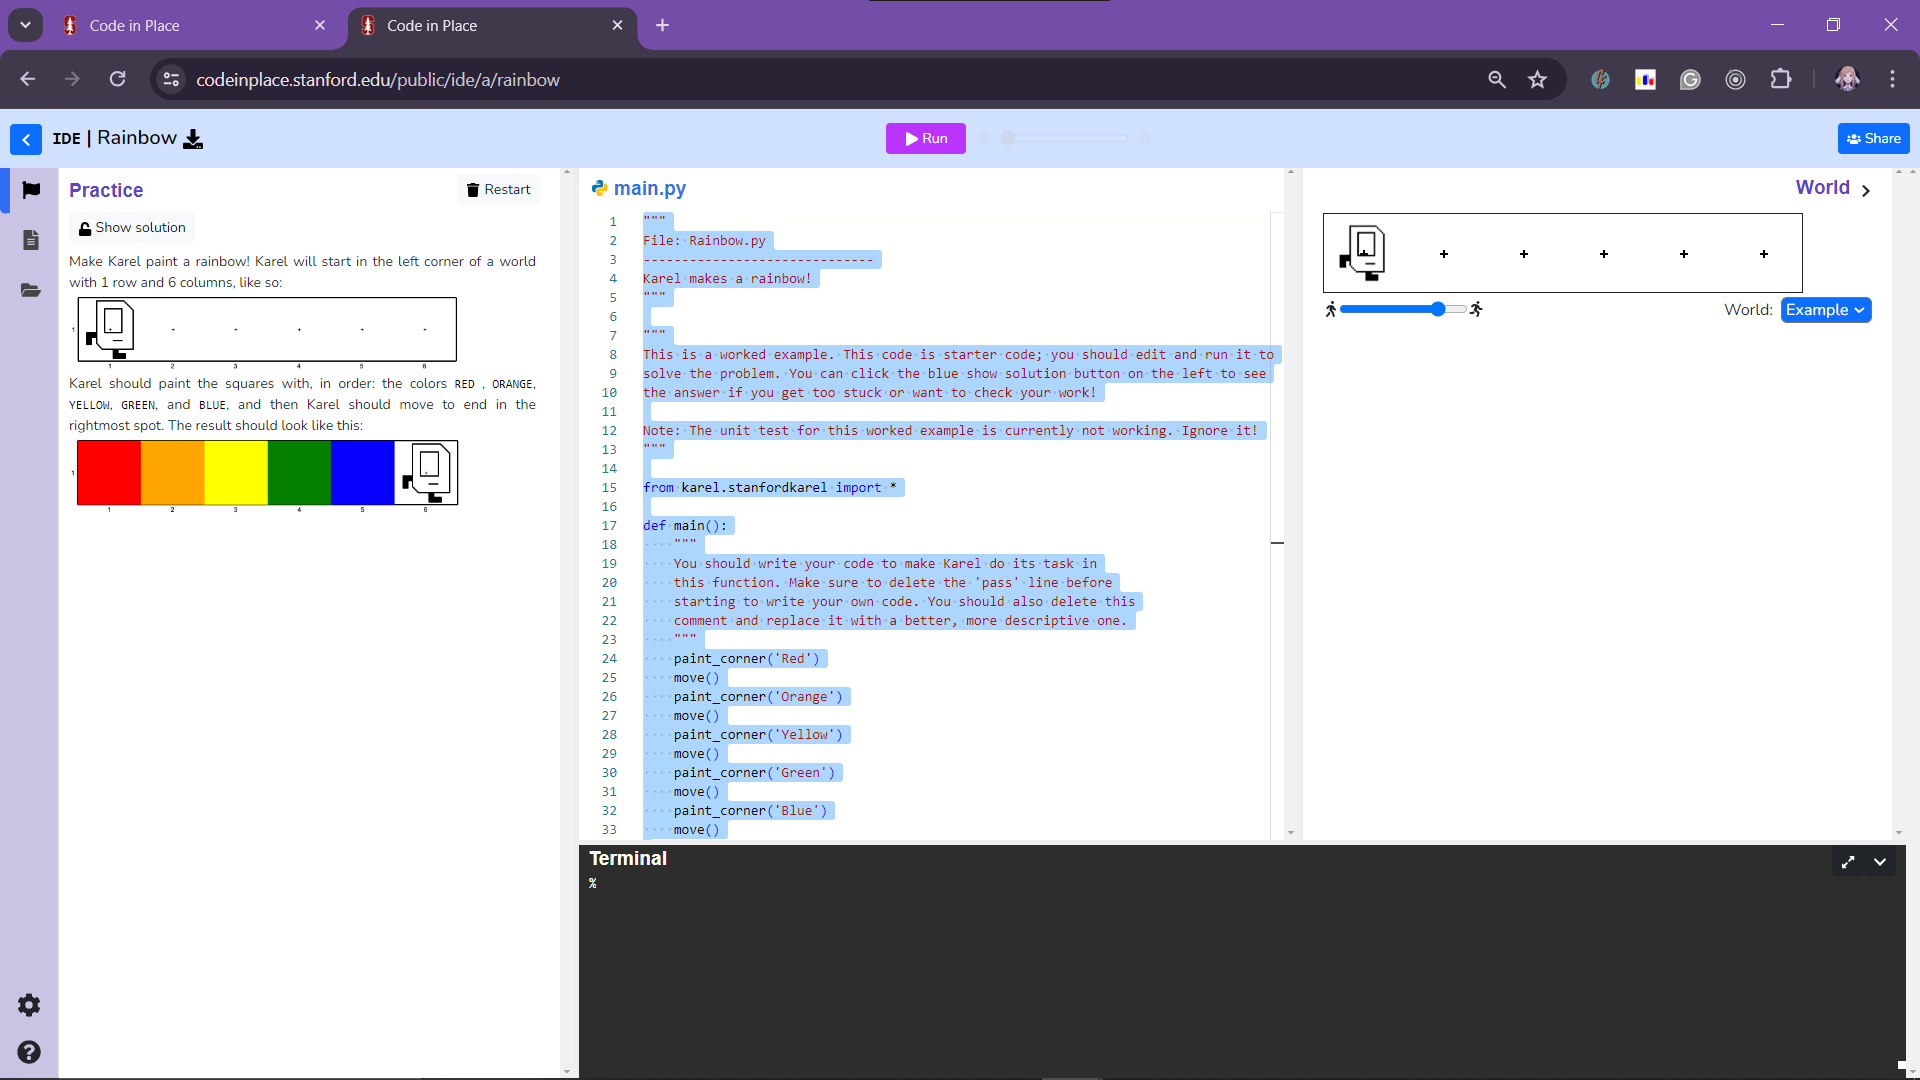 Code in Place
Code in Place
codeinplace.stanford.edu/public/ide/a/rainbow
IDE | Rainbow
Run
Share
Practice
Restart
Show solution
Make Karel paint a rainbow! Karel will start in the left corner of a world
with 1 row and 6 columns, like so:
1
1 2 3 4 5 6
Karel should paint the squares with, in order: the colors RED , ORANGE,
YELLOW, GREEN, and BLUE, and then Karel should move to end in the
rightmost spot. The result should look like this:
1
1 2 3 4 5 6
main.py
1 """
2 File: Rainbow.py
3 ------------------------------
4 Karel makes a rainbow!
5 """
6
7 """
8 This is a worked example. This code is starter code; you should edit and run it to
9 solve the problem. You can click the blue show solution button on the left to see
10 the answer if you get too stuck or want to check your work!
11
12 Note: The unit test for this worked example is currently not working. Ignore it!
13 """
14
15 from karel.stanfordkarel import *
16
17 def main():
18     """
19     You should write your code to make Karel do its task in
20     this function. Make sure to delete the 'pass' line before
21     starting to write your own code. You should also delete this
22     comment and replace it with a better, more descriptive one.
23     """
24     paint_corner('Red')
25     move()
26     paint_corner('Orange')
27     move()
28     paint_corner('Yellow')
29     move()
30     paint_corner('Green')
31     move()
32     paint_corner('Blue')
33     move()
World
World: Example
Terminal
%